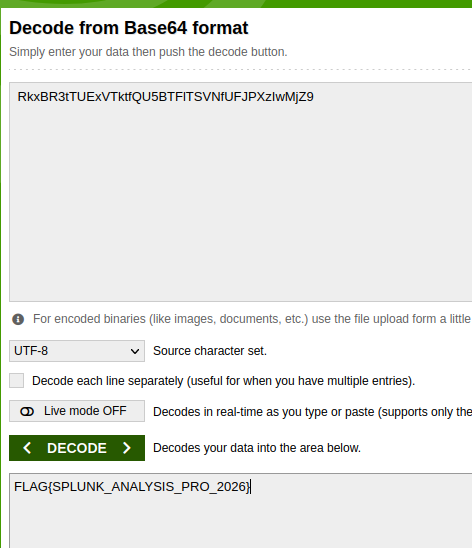 Decode from Base64 format
Simply enter your data then push the decode button.
RkxBR3tTUExVTktfQU5BTFlTSVNfUFJPXzIwMjZ9
For encoded binaries (like images, documents, etc.) use the file upload form a little
UTF-8 Source character set.
Decode each line separately (useful for when you have multiple entries).
Live mode OFF Decodes in real-time as you type or paste (supports only the
< DECODE > Decodes your data into the area below.
FLAG{SPLUNK_ANALYSIS_PRO_2026}